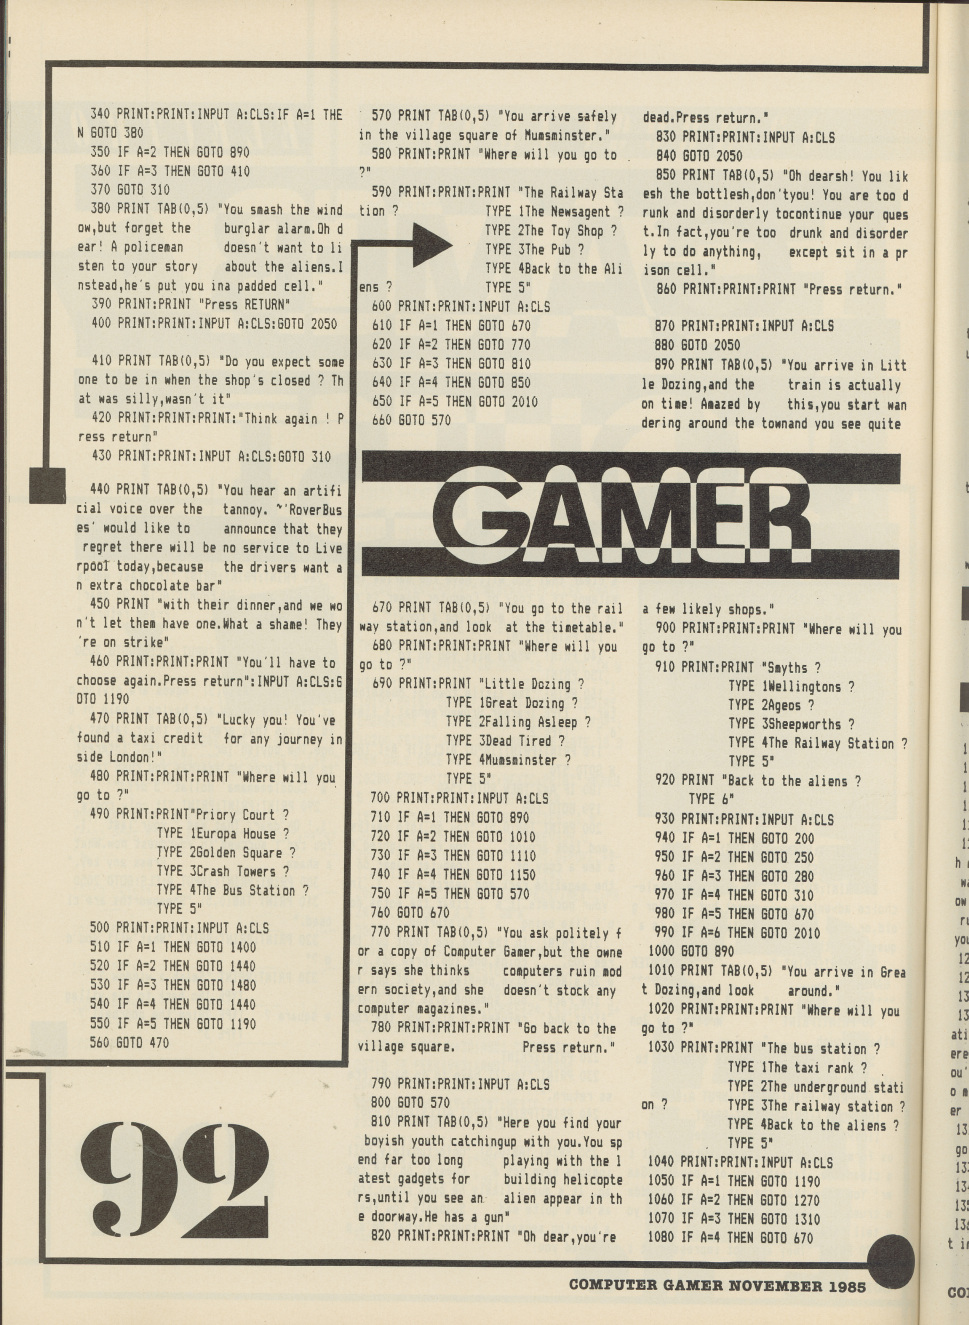 340 PRINT:PRINT:INPUT A:CLS:IF A=1 THE
N GOTO 380
350 IF A=2 THEN GOTO 890
360 IF A=3 THEN GOTO 410
370 GOTO 310
380 PRINT TAB(0,5) "You smash the wind
ow,but forget the burglar alarm.Oh d
ear! A policeman doesn't want to li
sten to your story about the aliens.I
nstead,he's put you ina padded cell."
390 PRINT:PRINT "Press RETURN"
400 PRINT:PRINT:INPUT A:CLS:GOTO 2050
410 PRINT TAB(0,5) "Do you expect some
one to be in when the shop's closed ? Th
at was silly,wasn't it"
420 PRINT:PRINT:PRINT:"Think again ! P
ress return"
430 PRINT:PRINT:INPUT A:CLS:GOTO 310
440 PRINT TAB(0,5) "You hear an artifi
cial voice over the tannoy. ~'RoverBus
es' would like to announce that they
regret there will be no service to Live
rpool today,because the drivers want a
n extra chocolate bar"
450 PRINT "with their dinner,and we wo
n't let them have one.What a shame! They
're on strike"
460 PRINT:PRINT:PRINT "You'll have to
choose again.Press return":INPUT A:CLS:G
OTO 1190
470 PRINT TAB(0,5) "Lucky you! You've
found a taxi credit for any journey in
side London!"
480 PRINT:PRINT:PRINT "Where will you
go to ?"
490 PRINT:PRINT"Priory Court ?
TYPE 1Europa House ?
TYPE 2Golden Square ?
TYPE 3Crash Towers ?
TYPE 4The Bus Station ?
TYPE 5"
500 PRINT:PRINT:INPUT A:CLS
510 IF A=1 THEN GOTO 1400
520 IF A=2 THEN GOTO 1440
530 IF A=3 THEN GOTO 1480
540 IF A=4 THEN GOTO 1440
550 IF A=5 THEN GOTO 1190
560 GOTO 470
92
570 PRINT TAB(0,5) "You arrive safely
in the village square of Mumsminster."
580 PRINT:PRINT "Where will you go to
?"
590 PRINT:PRINT:PRINT "The Railway Sta
tion ? TYPE 1The Newsagent ?
TYPE 2The Toy Shop ?
TYPE 3The Pub ?
TYPE 4Back to the Ali
ens ? TYPE 5"
600 PRINT:PRINT:INPUT A:CLS
610 IF A=1 THEN GOTO 670
620 IF A=2 THEN GOTO 770
630 IF A=3 THEN GOTO 810
640 IF A=4 THEN GOTO 850
650 IF A=5 THEN GOTO 2010
660 GOTO 570
GAMER
670 PRINT TAB(0,5) "You go to the rail
way station,and look at the timetable."
680 PRINT:PRINT:PRINT "Where will you
go to ?"
690 PRINT:PRINT "Little Dozing ?
TYPE 1Great Dozing ?
TYPE 2Falling Asleep ?
TYPE 3Dead Tired ?
TYPE 4Mumsminster ?
TYPE 5"
700 PRINT:PRINT:INPUT A:CLS
710 IF A=1 THEN GOTO 890
720 IF A=2 THEN GOTO 1010
730 IF A=3 THEN GOTO 1110
740 IF A=4 THEN GOTO 1150
750 IF A=5 THEN GOTO 570
760 GOTO 670
770 PRINT TAB(0,5) "You ask politely f
or a copy of Computer Gamer,but the owne
r says she thinks computers ruin mod
ern society,and she doesn't stock any
computer magazines."
780 PRINT:PRINT:PRINT "Go back to the
village square. Press return."
790 PRINT:PRINT:INPUT A:CLS
800 GOTO 570
810 PRINT TAB(0,5) "Here you find your
boyish youth catchingup with you.You sp
end far too long playing with the l
atest gadgets for building helicopte
rs,until you see an alien appear in th
e doorway.He has a gun"
820 PRINT:PRINT:PRINT "Oh dear,you're
dead.Press return."
830 PRINT:PRINT:INPUT A:CLS
840 GOTO 2050
850 PRINT TAB(0,5) "Oh dearsh! You lik
esh the bottlesh,don'tyou! You are too d
runk and disorderly tocontinue your ques
t.In fact,you're too drunk and disorder
ly to do anything, except sit in a pr
ison cell."
860 PRINT:PRINT:PRINT "Press return."
870 PRINT:PRINT:INPUT A:CLS
880 GOTO 2050
890 PRINT TAB(0,5) "You arrive in Litt
le Dozing,and the train is actually
on time! Amazed by this,you start wan
dering around the townand you see quite
a few likely shops."
900 PRINT:PRINT:PRINT "Where will you
go to ?"
910 PRINT:PRINT "Smyths ?
TYPE 1Wellingtons ?
TYPE 2Ageos ?
TYPE 3Sheepworths ?
TYPE 4The Railway Station ?
TYPE 5"
920 PRINT "Back to the aliens ?
TYPE 6"
930 PRINT:PRINT:INPUT A:CLS
940 IF A=1 THEN GOTO 200
950 IF A=2 THEN GOTO 250
960 IF A=3 THEN GOTO 280
970 IF A=4 THEN GOTO 310
980 IF A=5 THEN GOTO 670
990 IF A=6 THEN GOTO 2010
1000 GOTO 890
1010 PRINT TAB(0,5) "You arrive in Grea
t Dozing,and look around."
1020 PRINT:PRINT:PRINT "Where will you
go to ?"
1030 PRINT:PRINT "The bus station ?
TYPE 1The taxi rank ?
TYPE 2The underground stati
on ? TYPE 3The railway station ?
TYPE 4Back to the aliens ?
TYPE 5"
1040 PRINT:PRINT:INPUT A:CLS
1050 IF A=1 THEN GOTO 1190
1060 IF A=2 THEN GOTO 1270
1070 IF A=3 THEN GOTO 1310
1080 IF A=4 THEN GOTO 670
COMPUTER GAMER NOVEMBER 1985